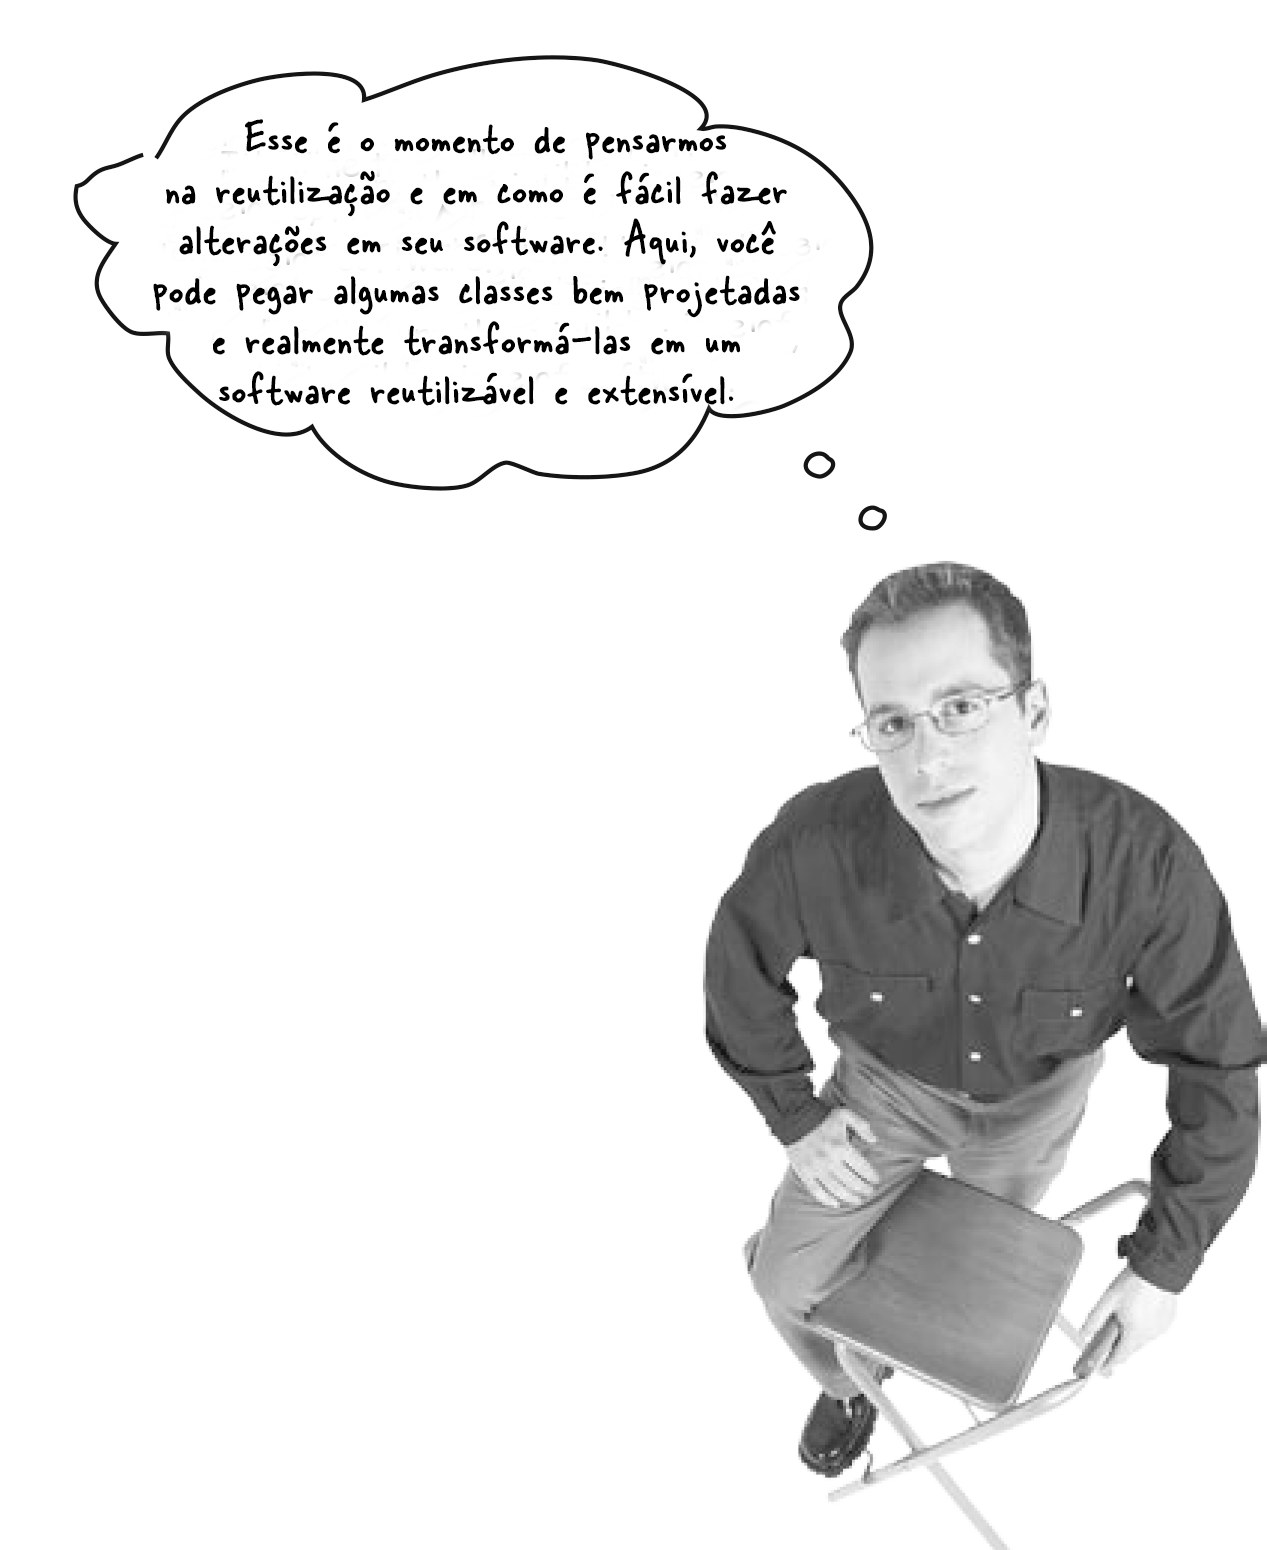 Esse é o momento de pensarmos
na reutilização e em como é fácil fazer
alterações em seu software. Aqui, você
pode pegar algumas classes bem projetadas
e realmente transformá-las em um
software reutilizável e extensível.